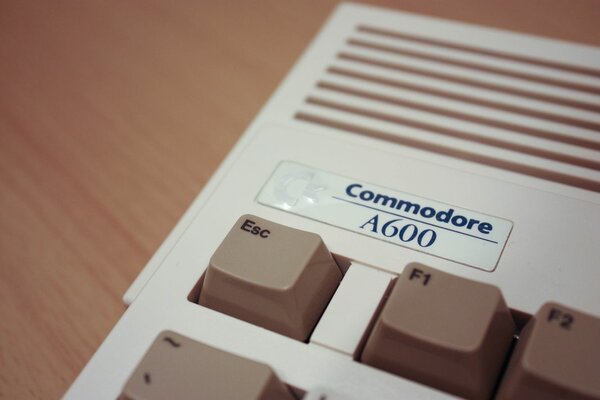 Commodore
A600
Esc
F1
F2
~
`